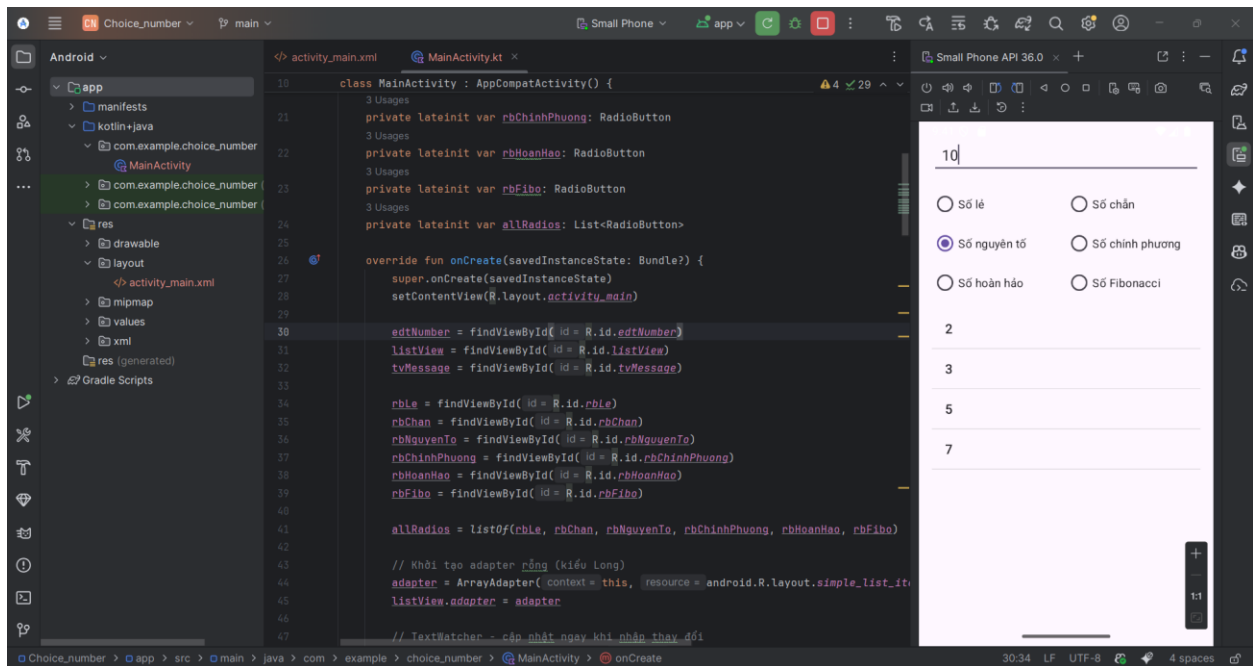 CN Choice_number main Small Phone app
Android
activity_main.xml MainActivity.kt
Small Phone API 36.0
app
manifests
kotlin+java
com.example.choice_number
MainActivity
com.example.choice_number
com.example.choice_number
res
drawable
layout
activity_main.xml
mipmap
values
xml
res (generated)
Gradle Scripts
10 class MainActivity : AppCompatActivity() {
4 29
3 Usages
21 private lateinit var rbChinhPhuong: RadioButton
3 Usages
22 private lateinit var rbHoanHao: RadioButton
3 Usages
23 private lateinit var rbFibo: RadioButton
3 Usages
24 private lateinit var allRadios: List<RadioButton>
25
26 override fun onCreate(savedInstanceState: Bundle?) {
27 super.onCreate(savedInstanceState)
28 setContentView(R.layout.activity_main)
29
30 edtNumber = findViewById( id = R.id.edtNumber)
31 listView = findViewById( id = R.id.listView)
32 tvMessage = findViewById( id = R.id.tvMessage)
33
34 rbLe = findViewById( id = R.id.rbLe)
35 rbChan = findViewById( id = R.id.rbChan)
36 rbNguyenTo = findViewById( id = R.id.rbNguyenTo)
37 rbChinhPhuong = findViewById( id = R.id.rbChinhPhuong)
38 rbHoanHao = findViewById( id = R.id.rbHoanHao)
39 rbFibo = findViewById( id = R.id.rbFibo)
40
41 allRadios = listOf(rbLe, rbChan, rbNguyenTo, rbChinhPhuong, rbHoanHao, rbFibo)
42
43 // Khởi tạo adapter rỗng (kiểu Long)
44 adapter = ArrayAdapter( context = this, resource = android.R.layout.simple_list_it
45 listView.adapter = adapter
46
47 // TextWatcher - cập nhật ngay khi nhập thay đổi
10
Số lẻ Số chẵn
Số nguyên tố Số chính phương
Số hoàn hảo Số Fibonacci
2
3
5
7
1:1
Choice_number > app > src > main > java > com > example > choice_number > MainActivity > onCreate
30:34 LF UTF-8 4 spaces